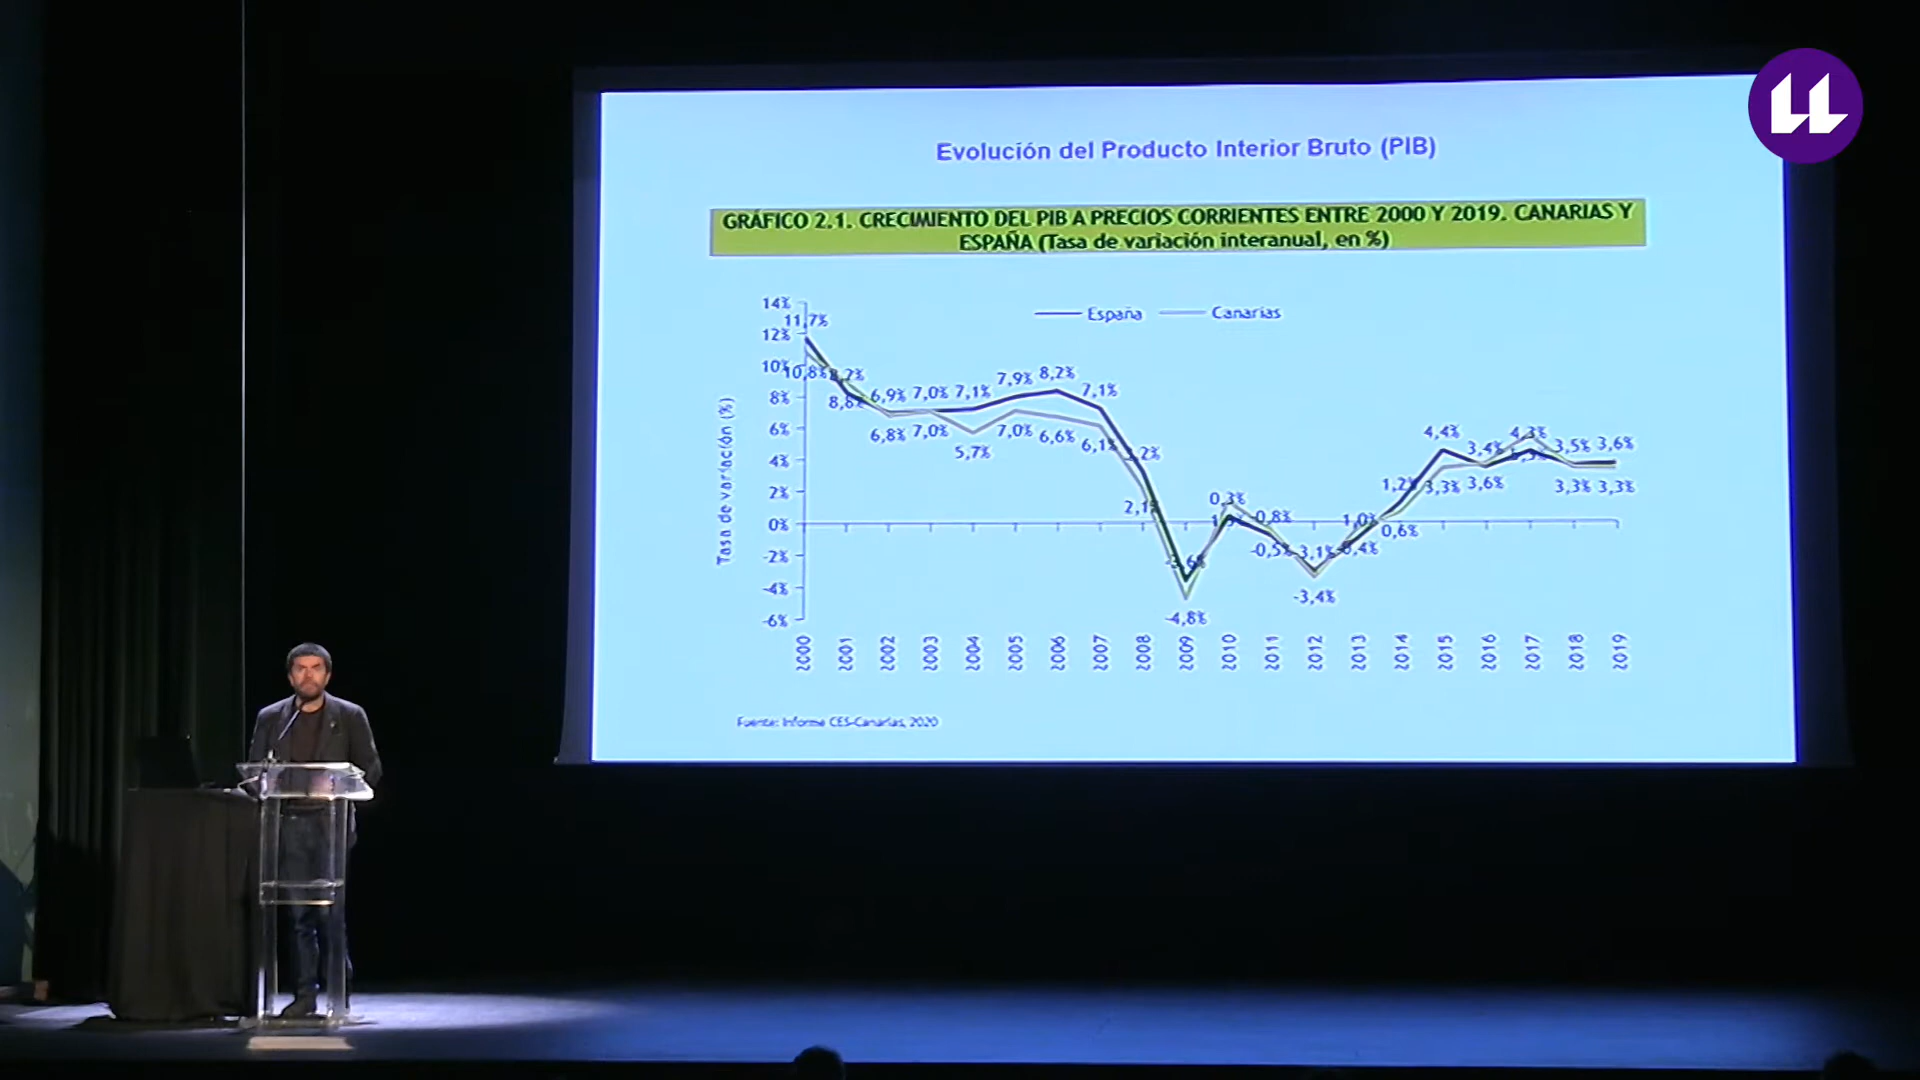 Evolución del Producto Interior Bruto (PIB)
GRÁFICO 2.1. CRECIMIENTO DEL PIB A PRECIOS CORRIENTES ENTRE 2000 Y 2019. CANARIAS Y
ESPAÑA (Tasa de variación interanual, en %)
España Canarias
Tasa de variación (%)
14%
12%
10%
8%
6%
4%
2%
0%
-2%
-4%
-6%
11,7% 6,9% 7,0% 7,1% 7,9% 8,2% 7,1% 0,3% 1,2% 4,4% 3,4% 4,3% 3,5% 3,6%
10,8% 8,8% 6,8% 7,0% 5,7% 7,0% 6,6% 6,1% 2,1% -4,8% -0,5% -3,4% 0,6% 3,3% 3,6% 3,3% 3,3%
2000 2001 2002 2003 2004 2005 2006 2007 2008 2009 2010 2011 2012 2013 2014 2015 2016 2017 2018 2019
Fuente: Informe CES-Canarias, 2020